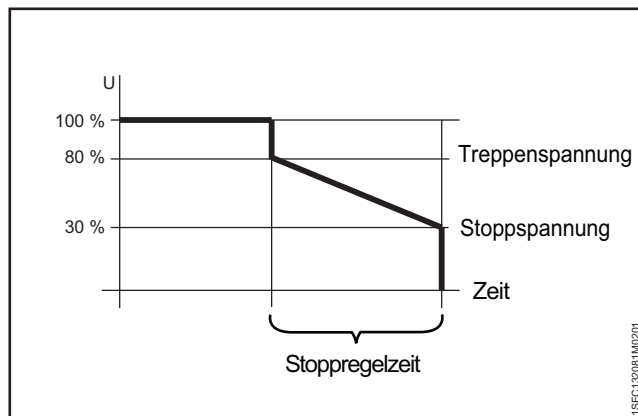 U
100 %
80 %
Treppenspannung
30 %
Stoppspannung
Zeit
Stoppregelzeit
1SFC132081M0201